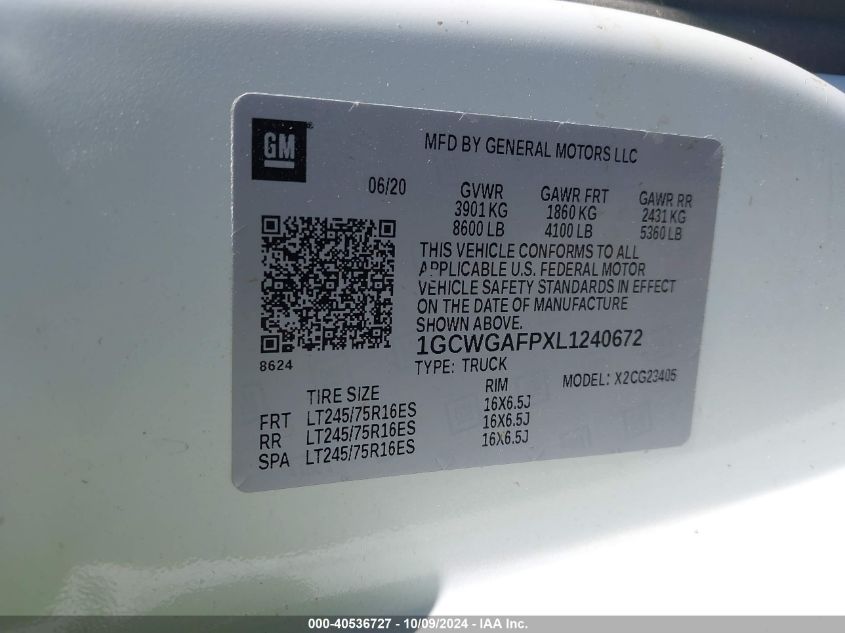 GM
MFD BY GENERAL MOTORS LLC
06/20
GVWR GAWR FRT GAWR RR
3901 KG 1860 KG 2431 KG
8600 LB 4100 LB 5360 LB
THIS VEHICLE CONFORMS TO ALL
APPLICABLE U.S. FEDERAL MOTOR
VEHICLE SAFETY STANDARDS IN EFFECT
ON THE DATE OF MANUFACTURE
SHOWN ABOVE.
8624
1GCWGAFPXL1240672
TYPE: TRUCK
MODEL: X2CG23405
TIRE SIZE RIM
FRT LT245/75R16ES 16X6.5J
RR LT245/75R16ES 16X6.5J
SPA LT245/75R16ES 16X6.5J
000-40536727 - 10/09/2024 - IAA Inc.